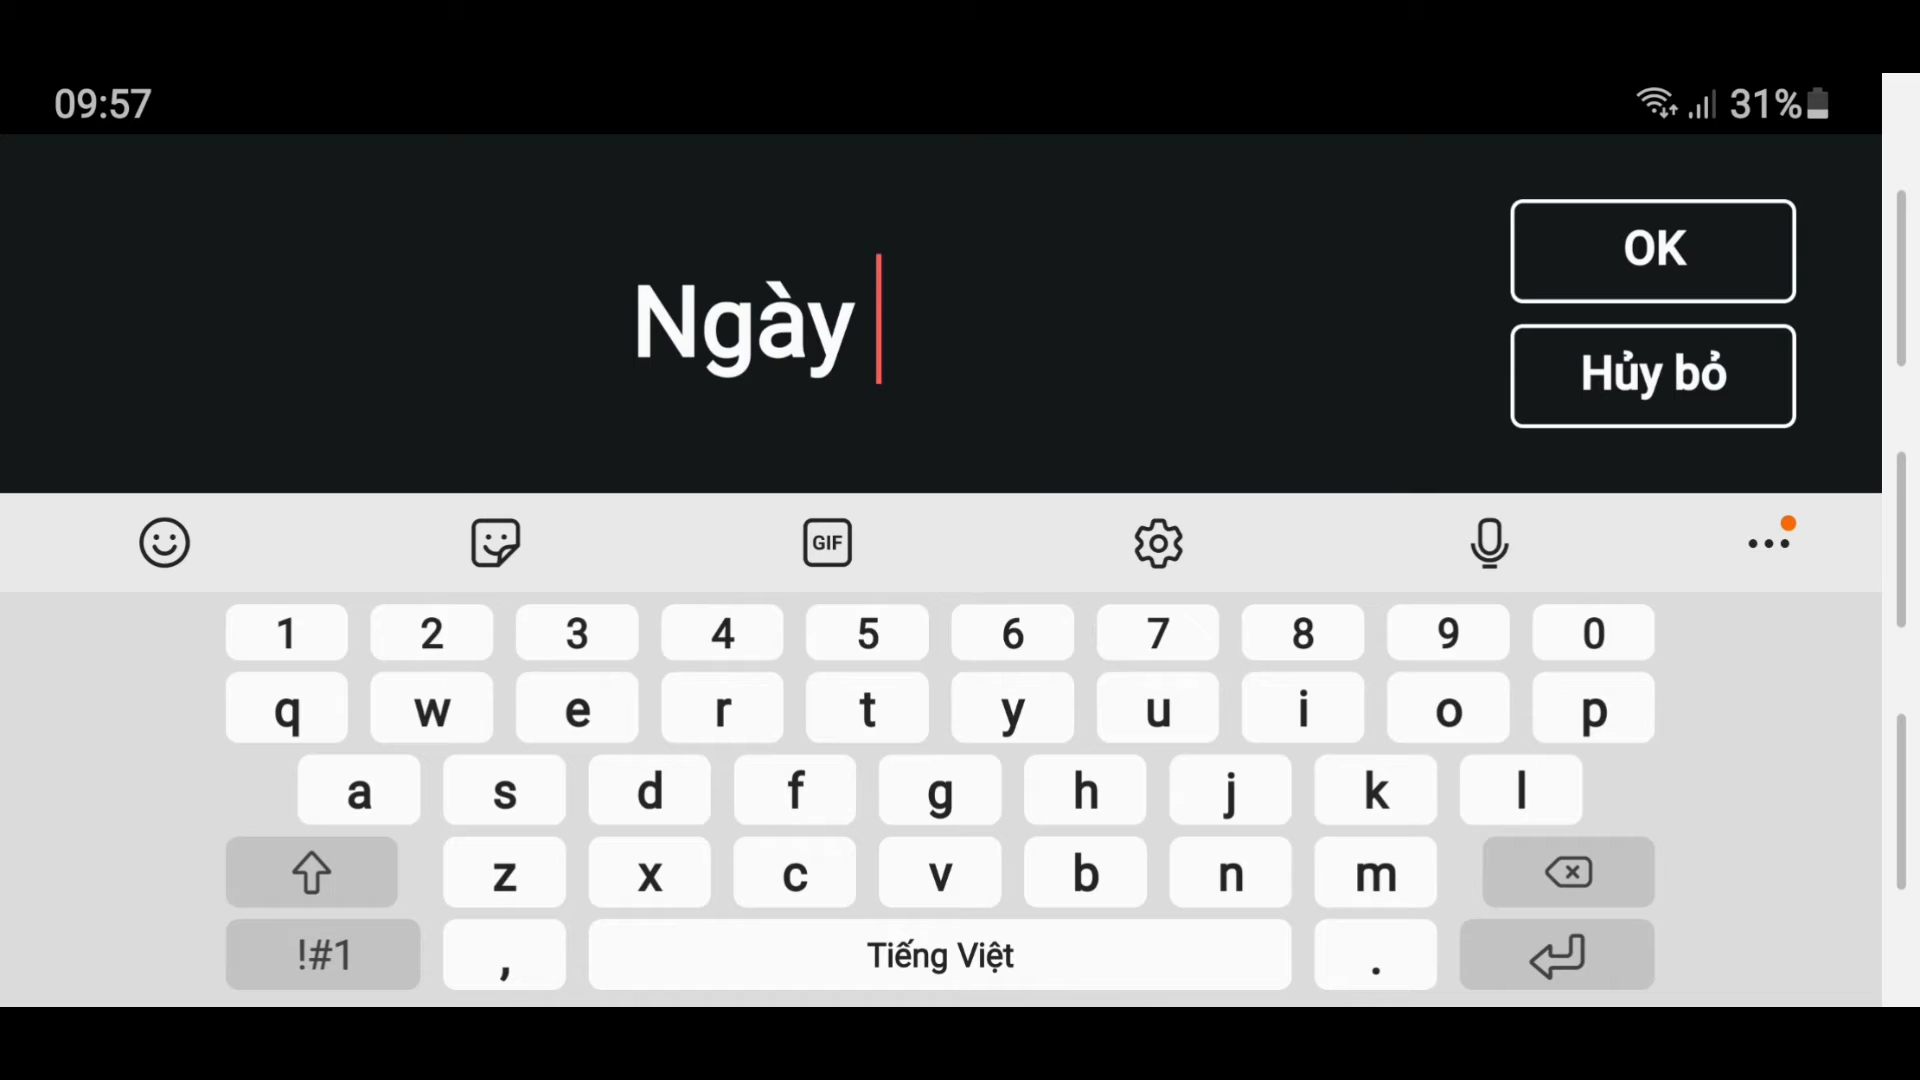 09:57 31%
OK
Ngày
Hủy bỏ
GIF
1 2 3 4 5 6 7 8 9 0
q w e r t y u i o p
a s d f g h j k l
z x c v b n m
!#1 , Tiếng Việt .